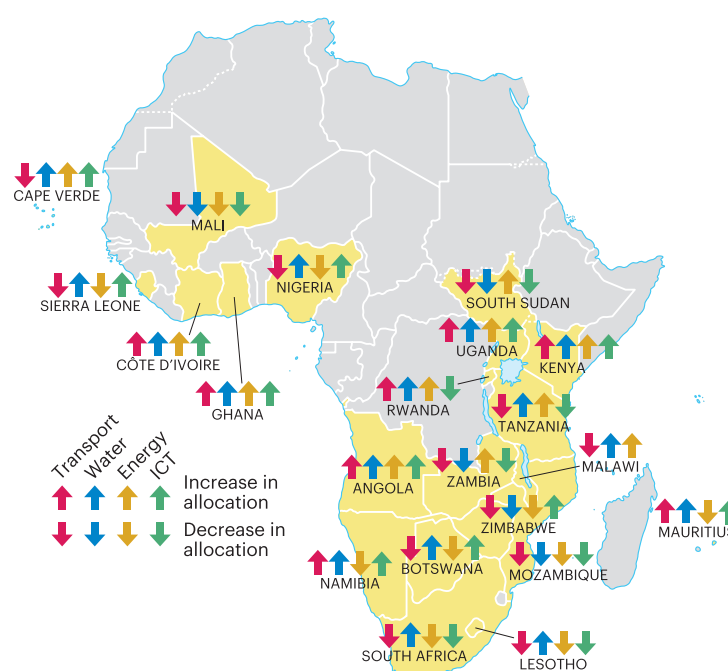 CAPE VERDE
MALI
NIGERIA
SIERRA LEONE
SOUTH SUDAN
CÔTE D'IVOIRE
UGANDA
KENYA
GHANA
RWANDA
TANZANIA
MALAWI
Transport
Water
Energy
ICT
Increase in
allocation
Decrease in
allocation
ANGOLA
ZAMBIA
ZIMBABWE
MAURITIUS
NAMIBIA
BOTSWANA
MOZAMBIQUE
SOUTH AFRICA
LESOTHO